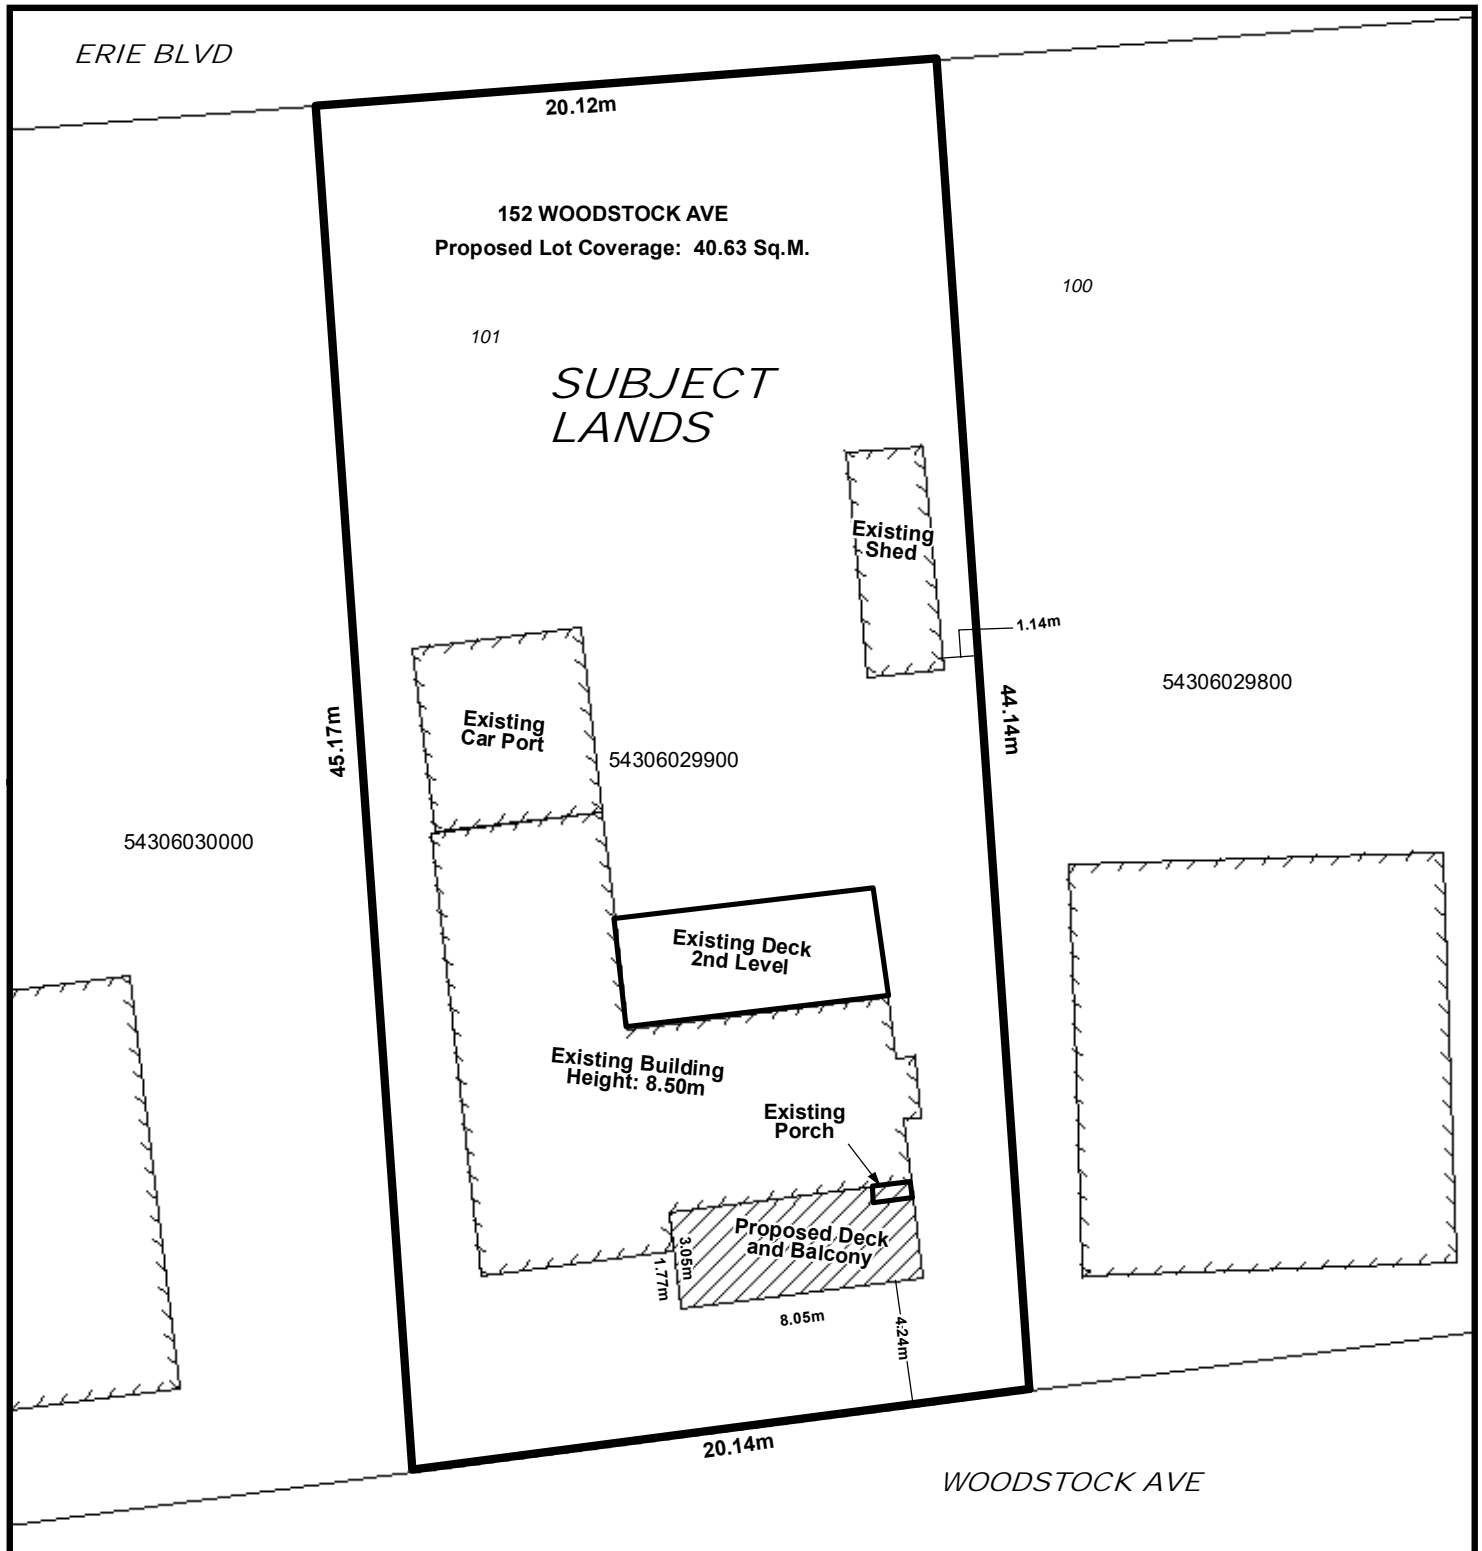 ERIE BLVD
20.12m
152 WOODSTOCK AVE
Proposed Lot Coverage: 40.63 Sq.M.
100
101
SUBJECT
LANDS
Existing
Shed
1.14m
54306029800
44.14m
45.17m
Existing
Car Port
54306029900
54306030000
Existing Deck
2nd Level
Existing Building
Height: 8.50m
Existing
Porch
Proposed Deck
and Balcony
3.05m
1.77m
8.05m
4.24m
20.14m
WOODSTOCK AVE